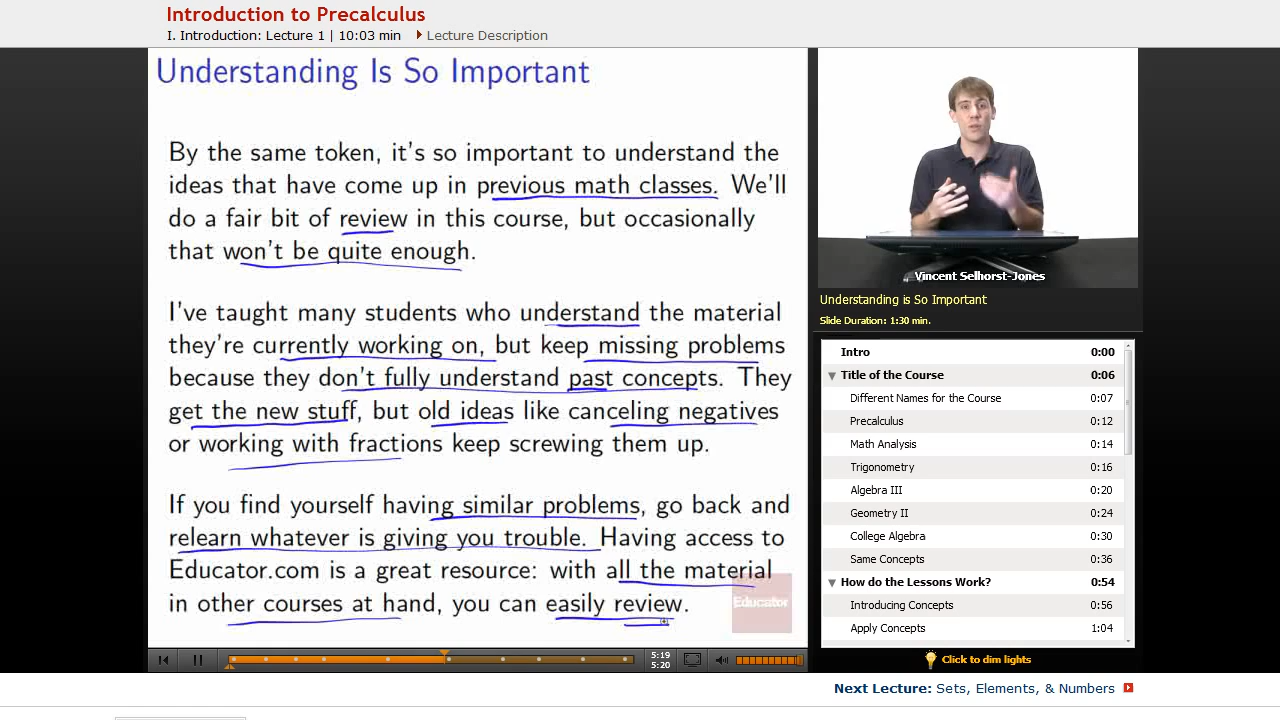 Introduction to Precalculus
I. Introduction: Lecture 1 | 10:03 min Lecture Description
Understanding Is So Important
By the same token, it's so important to understand the
ideas that have come up in previous math classes. We'll
do a fair bit of review in this course, but occasionally
that won't be quite enough.
I've taught many students who understand the material
they're currently working on, but keep missing problems
because they don't fully understand past concepts. They
get the new stuff, but old ideas like canceling negatives
or working with fractions keep screwing them up.
If you find yourself having similar problems, go back and
relearn whatever is giving you trouble. Having access to
Educator.com is a great resource: with all the material
in other courses at hand, you can easily review.
Educator
5:19
5:20
Vincent Selhorst-Jones
Understanding is So Important
Slide Duration: 1:30 min.
Intro 0:00
Title of the Course 0:06
Different Names for the Course 0:07
Precalculus 0:12
Math Analysis 0:14
Trigonometry 0:16
Algebra III 0:20
Geometry II 0:24
College Algebra 0:30
Same Concepts 0:36
How do the Lessons Work? 0:54
Introducing Concepts 0:56
Apply Concepts 1:04
Click to dim lights
Next Lecture: Sets, Elements, & Numbers